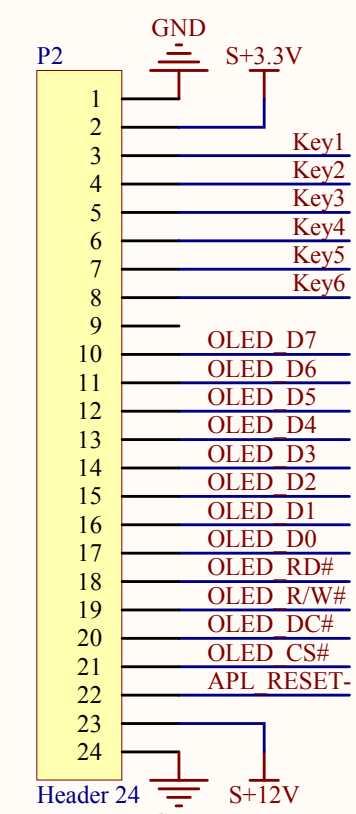 GND
P2 S+3.3V
1
2
3 Key1
4 Key2
5 Key3
6 Key4
7 Key5
8 Key6
9
10 OLED_D7
11 OLED_D6
12 OLED_D5
13 OLED_D4
14 OLED_D3
15 OLED_D2
16 OLED_D1
17 OLED_D0
18 OLED_RD#
19 OLED_R/W#
20 OLED_DC#
21 OLED_CS#
22 APL_RESET-
23
24
Header 24 S+12V